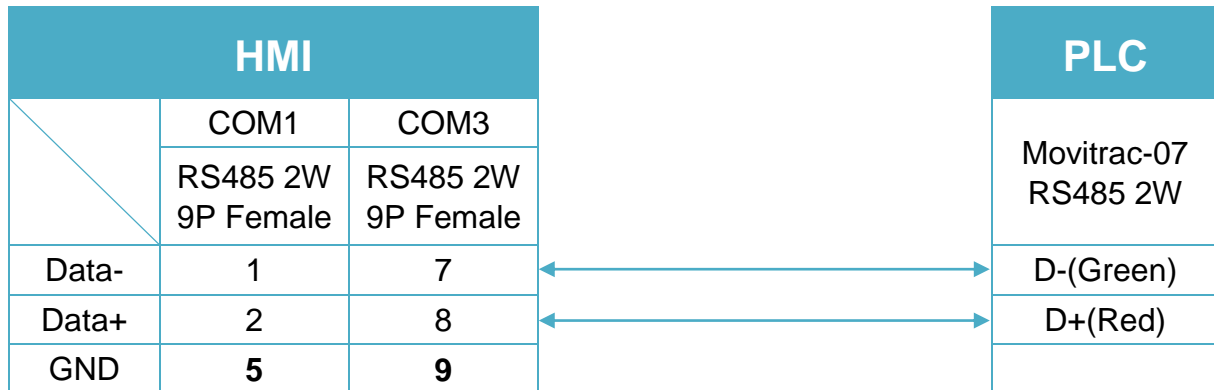 HMI PLC
COM1 COM3
Movitrac-07
RS485 2W
RS485 2W RS485 2W
9P Female 9P Female
Data- 1 7 D-(Green)
Data+ 2 8 D+(Red)
GND 5 9